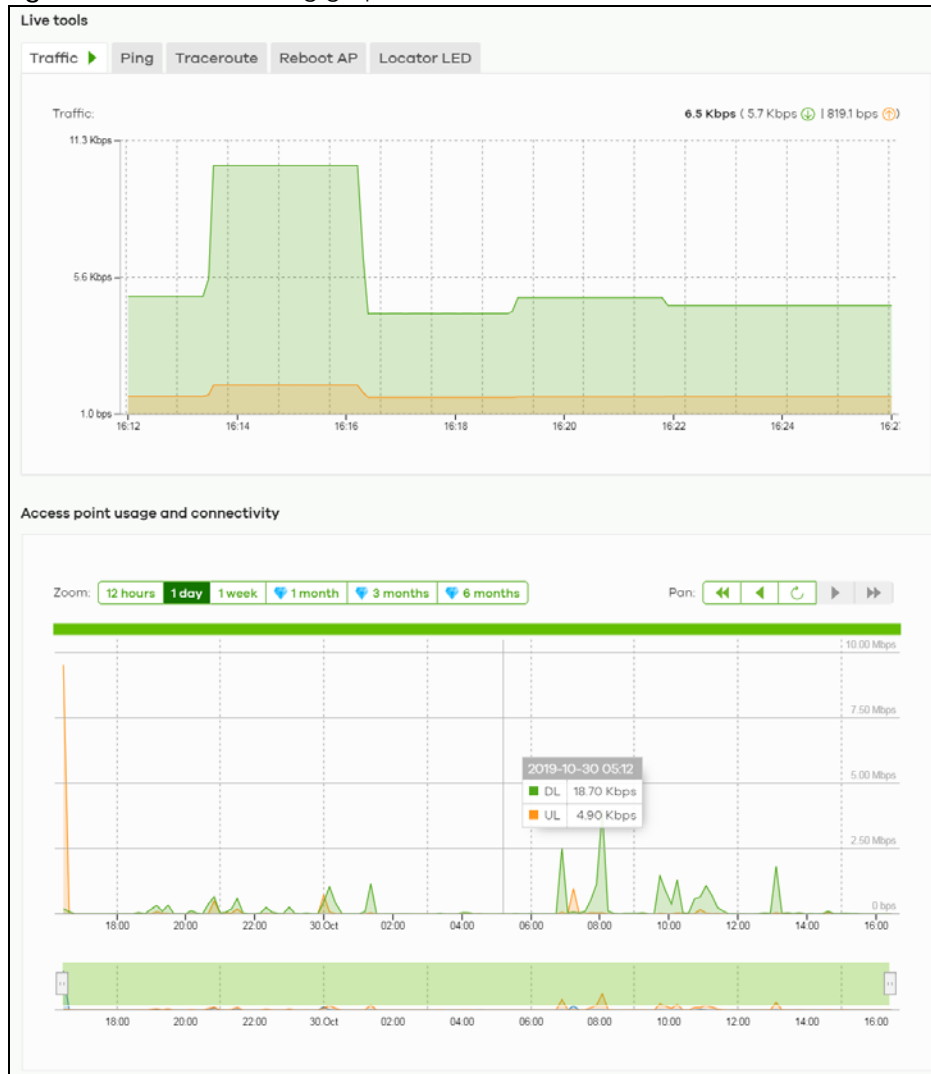 Live tools
Traffic Ping Traceroute Reboot AP Locator LED
Traffic: 6.5 Kbps ( 5.7 Kbps | 819.1 bps )
11.3 Kbps
5.6 Kbps
1.0 bps
16:12 16:14 16:16 16:18 16:20 16:22 16:24 16:2
Access point usage and connectivity
Zoom: 12 hours 1 day 1 week 1 month 3 months 6 months Pan:
10.00 Mbps
7.50 Mbps
2019-10-30 05:12
5.00 Mbps
DL 18.70 Kbps
UL 4.90 Kbps
2.50 Mbps
0 bps
18:00 20:00 22:00 30.Oct 02:00 04:00 06:00 08:00 10:00 12:00 14:00 16:00
18:00 20:00 22:00 30.Oct 02:00 04:00 06:00 08:00 10:00 12:00 14:00 16:00